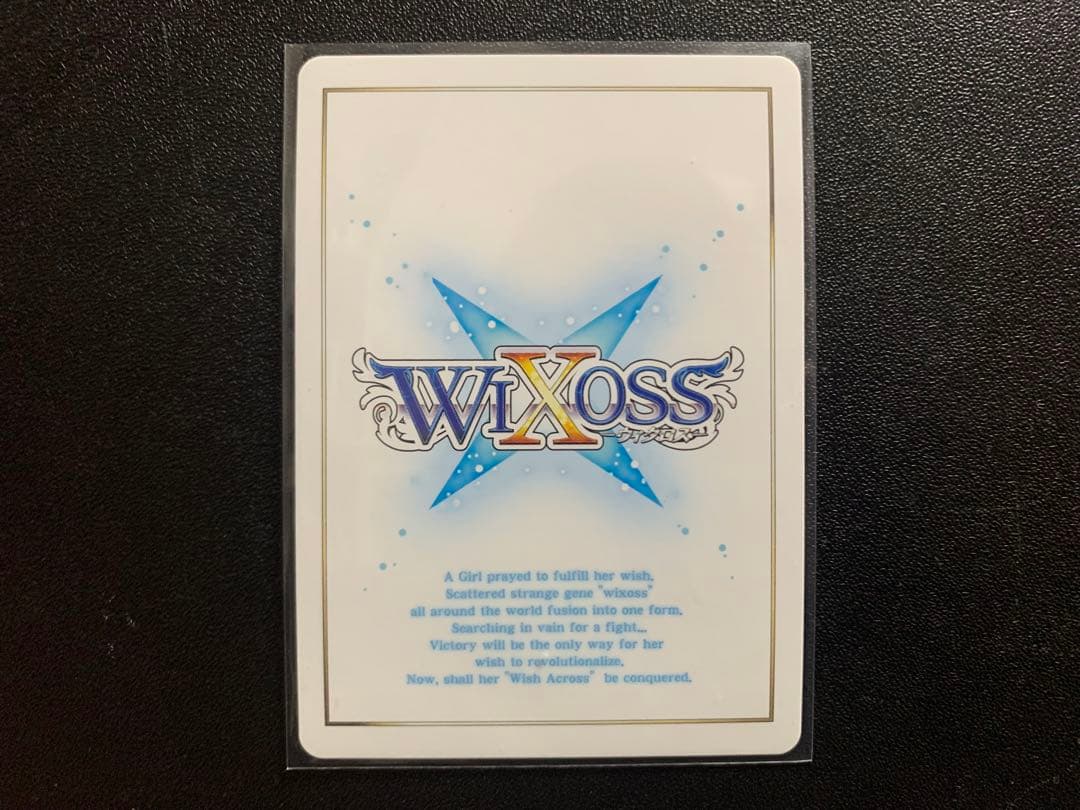 WIXOSS
ーウィクロスー
A Girl prayed to fulfill her wish.
Scattered strange gene "wixoss"
all around the world fusion into one form.
Searching in vain for a fight...
Victory will be the only way for her
wish to revolutionalize.
Now, shall her "Wish Across" be conquered.